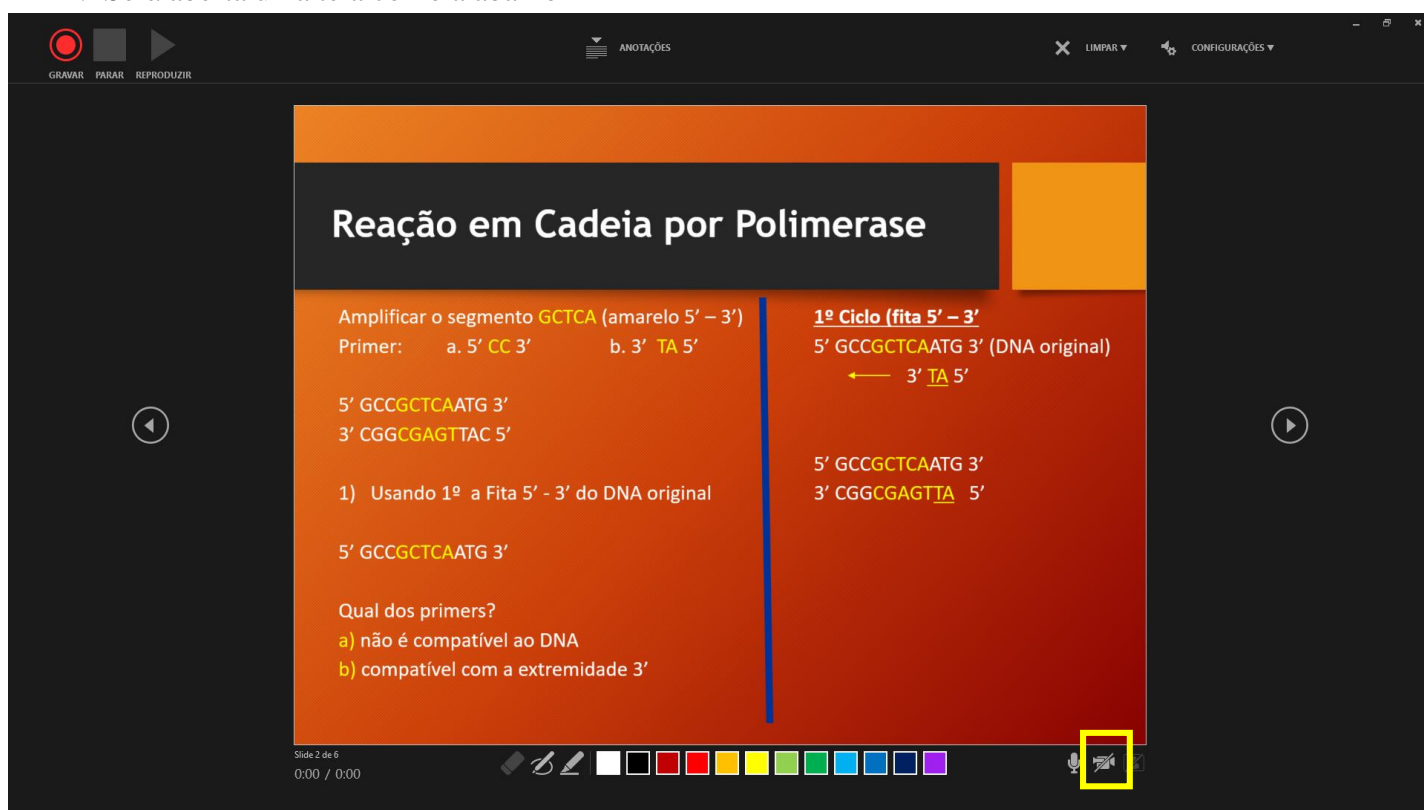 GRAVAR PARAR REPRODUZIR
ANOTAÇÕES
LIMPAR
CONFIGURAÇÕES
Reação em Cadeia por Polimerase
Amplificar o segmento GCTCA (amarelo 5’ – 3’)
Primer: a. 5’ CC 3’ b. 3’ TA 5’
5’ GCCGCTCAATG 3’
3’ CGGCGAGTTAC 5’
1) Usando 1º a Fita 5’ - 3’ do DNA original
5’ GCCGCTCAATG 3’
Qual dos primers?
a) não é compatível ao DNA
b) compatível com a extremidade 3’
1º Ciclo (fita 5’ – 3’
5’ GCCGCTCAATG 3’ (DNA original)
3’ TA 5’
5’ GCCGCTCAATG 3’
3’ CGGCGAGTTA 5’
Slide 2 de 6
0:00 / 0:00